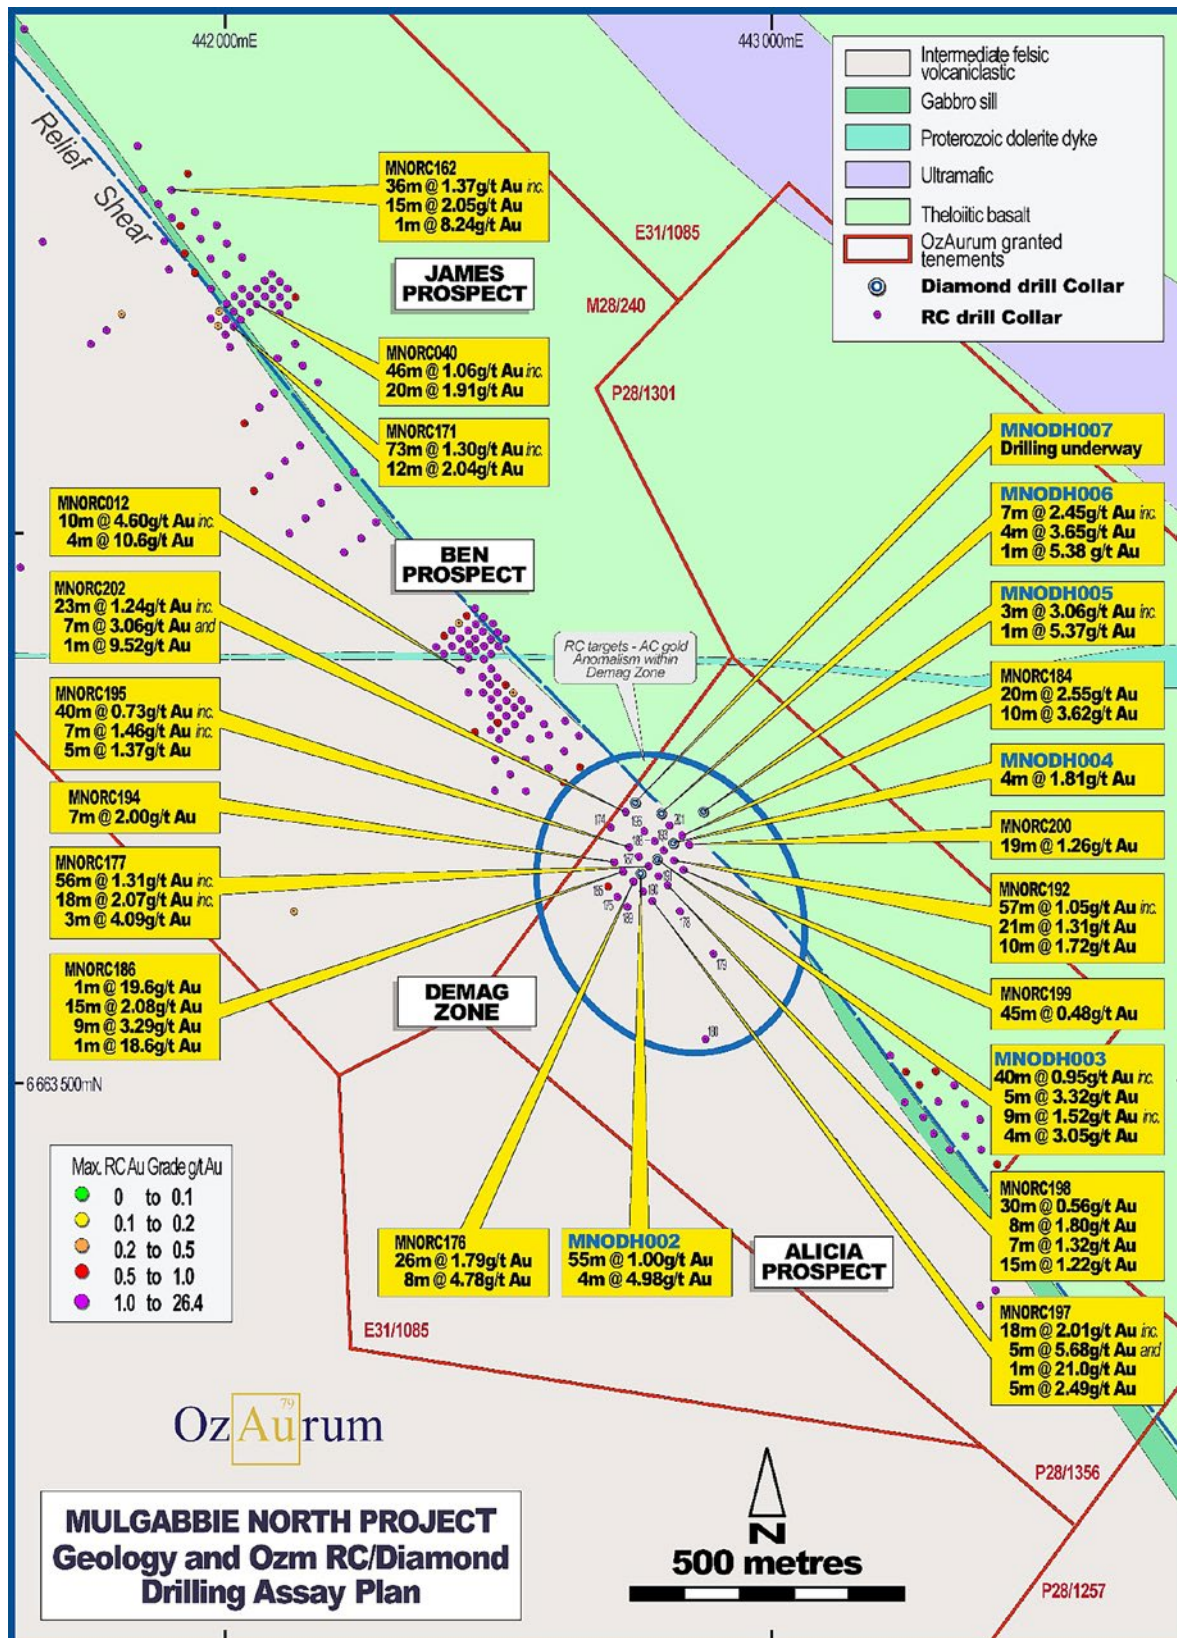 442 000mE
443 000mE
Intermediate felsic
volcaniclastic
Gabbro sill
Proterozoic dolerite dyke
Ultramafic
Theloiitic basalt
OzAurum granted
tenements
Diamond drill Collar
RC drill Collar
Relief Shear
MNORC162
36m @ 1.37g/t Au inc.
15m @ 2.05g/t Au
1m @ 8.24g/t Au
E31/1085
JAMES
PROSPECT
M28/240
MNORC040
46m @ 1.06g/t Au inc.
20m @ 1.91g/t Au
P28/1301
MNORC171
73m @ 1.30g/t Au inc.
12m @ 2.04g/t Au
MNODH007
Drilling underway
MNODH006
7m @ 2.45g/t Au inc.
4m @ 3.65g/t Au
1m @ 5.38 g/t Au
MNORC012
10m @ 4.60g/t Au inc.
4m @ 10.6g/t Au
BEN
PROSPECT
MNORC202
23m @ 1.24g/t Au inc.
7m @ 3.06g/t Au and
1m @ 9.52g/t Au
MNODH005
3m @ 3.06g/t Au inc.
1m @ 5.37g/t Au
RC targets - AC gold
Anomalism within
Demag Zone
MNORC184
20m @ 2.55g/t Au
10m @ 3.62g/t Au
MNORC195
40m @ 0.73g/t Au inc.
7m @ 1.46g/t Au inc.
5m @ 1.37g/t Au
MNODH004
4m @ 1.81g/t Au
MNORC194
7m @ 2.00g/t Au
MNORC200
19m @ 1.26g/t Au
174
196
201
188
193
187
191
185
175
190
189
178
179
180
MNORC177
56m @ 1.31g/t Au inc.
18m @ 2.07g/t Au inc.
3m @ 4.09g/t Au
MNORC192
57m @ 1.05g/t Au inc.
21m @ 1.31g/t Au
10m @ 1.72g/t Au
MNORC186
1m @ 19.6g/t Au
15m @ 2.08g/t Au
9m @ 3.29g/t Au
1m @ 18.6g/t Au
DEMAG
ZONE
MNORC199
45m @ 0.48g/t Au
MNODH003
40m @ 0.95g/t Au inc.
5m @ 3.32g/t Au
9m @ 1.52g/t Au inc.
4m @ 3.05g/t Au
6 663 500mN
Max. RC Au Grade g/t Au
0 to 0.1
0.1 to 0.2
0.2 to 0.5
0.5 to 1.0
1.0 to 26.4
MNORC198
30m @ 0.56g/t Au
8m @ 1.80g/t Au
7m @ 1.32g/t Au
15m @ 1.22g/t Au
MNORC176
26m @ 1.79g/t Au
8m @ 4.78g/t Au
MNODH002
55m @ 1.00g/t Au
4m @ 4.98g/t Au
ALICIA
PROSPECT
MNORC197
18m @ 2.01g/t Au inc.
5m @ 5.68g/t Au and
1m @ 21.0g/t Au
5m @ 2.49g/t Au
E31/1085
79
OzAurum
P28/1356
N
500 metres
P28/1257
MULGABBIE NORTH PROJECT
Geology and Ozm RC/Diamond
Drilling Assay Plan